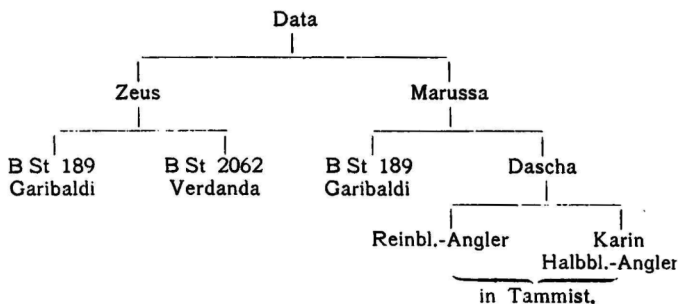 Data
Zeus Marussa
B St 189 B St 2062 B St 189 Dascha
Garibaldi Verdanda Garibaldi
Reinbl.-Angler Karin
Halbbl.-Angler
in Tammist.